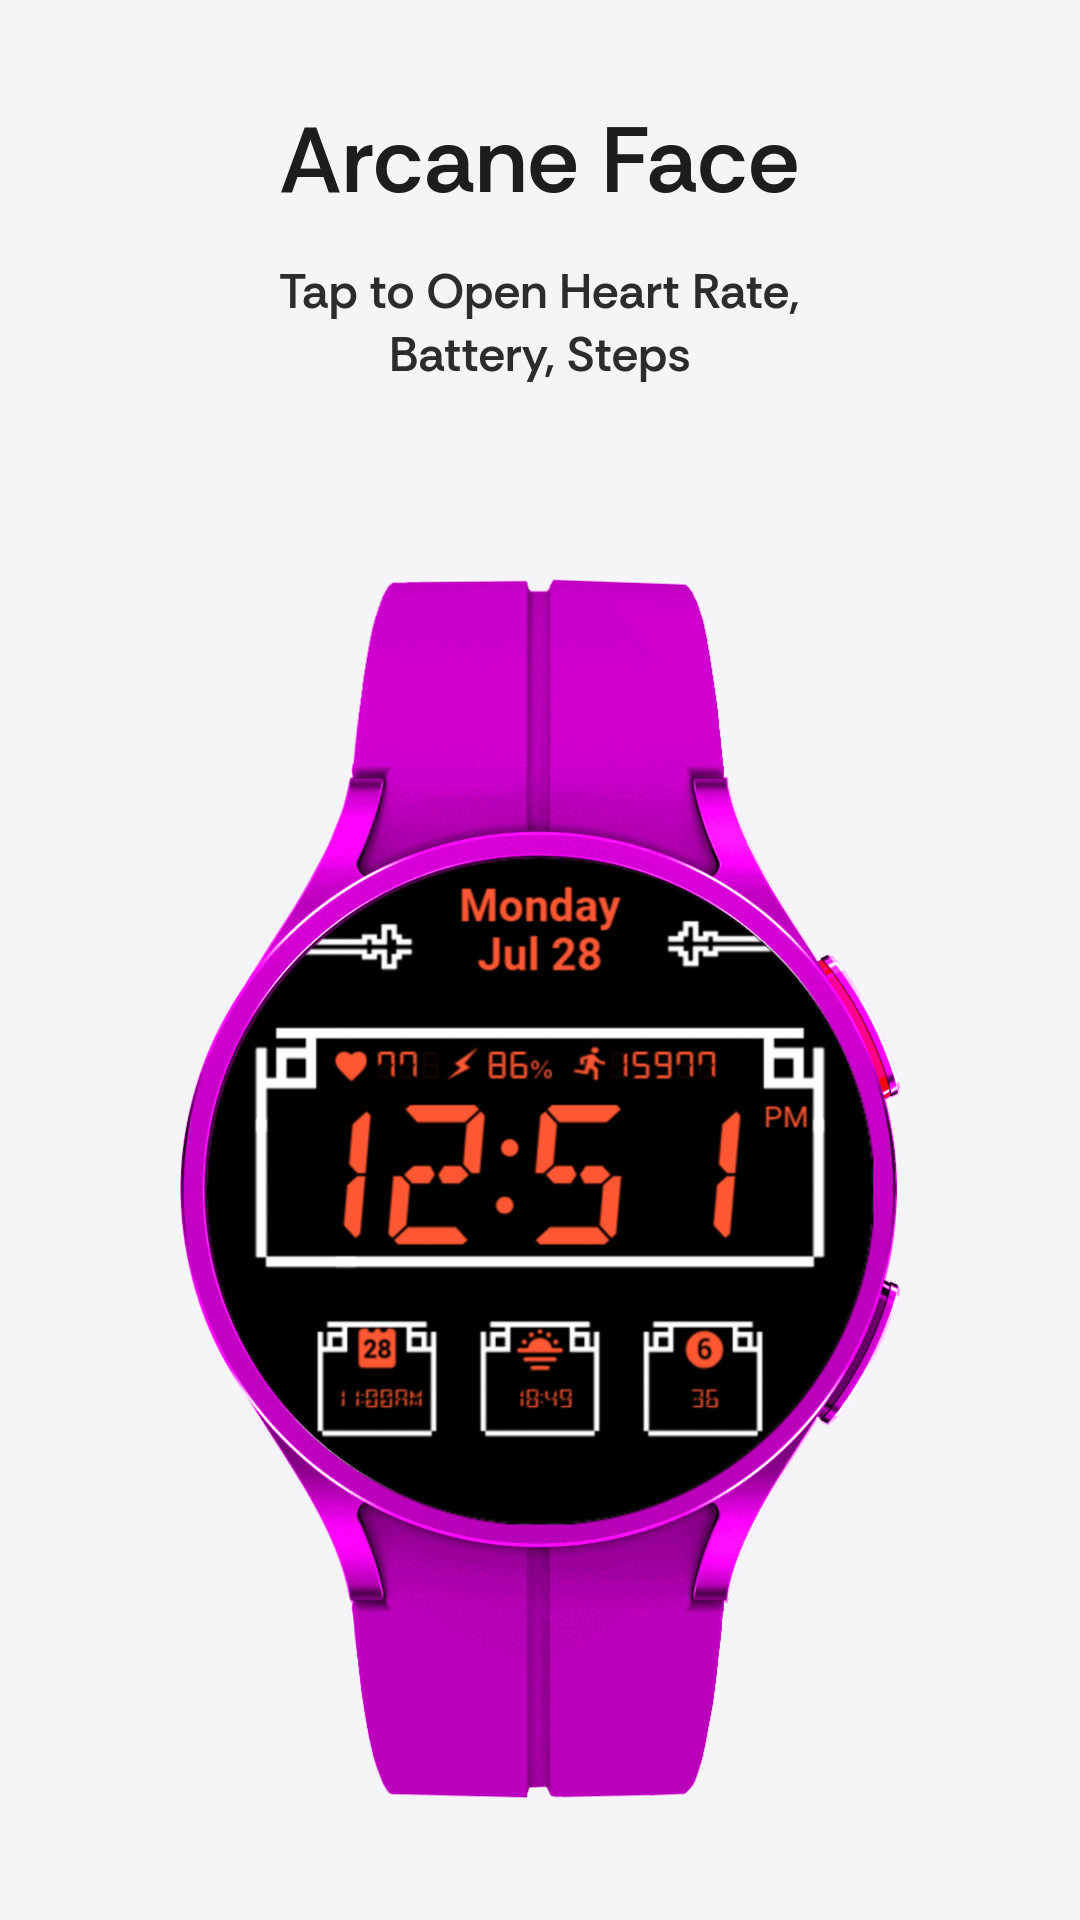 Arcane Face
Tap to Open Heart Rate,
Battery, Steps
Monday
Jul 28
77 86% 15977
12:51 PM
28 6
11:00AM 18:49 36